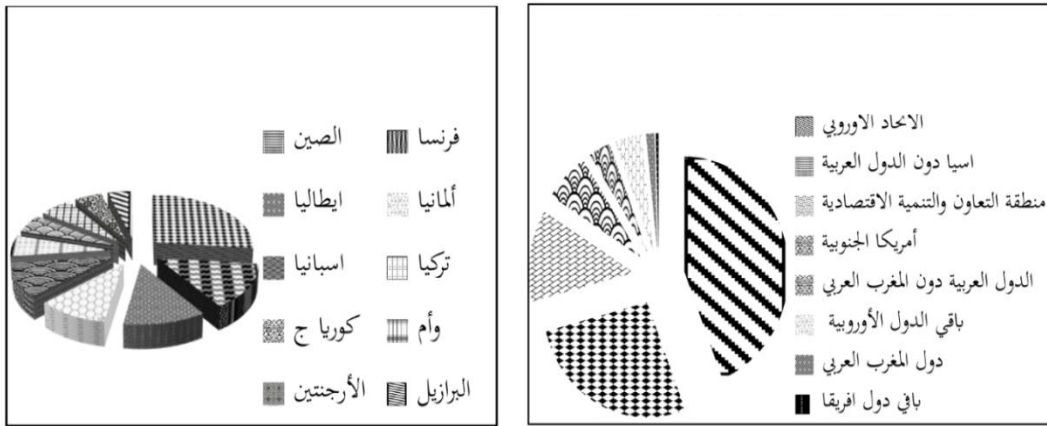 الصين
فرنسا
ايطاليا
ألمانيا
اسبانيا
تركيا
كوريا ج
وأم
الأرجنتين
البرازيل
الاتحاد الاوروبي
اسيا دون الدول العربية
منطقة التعاون والتنمية الاقتصادية
أمريكا الجنوبية
الدول العربية دون المغرب العربي
باقي الدول الأوروبية
دول المغرب العربي
باقي دول افريقا